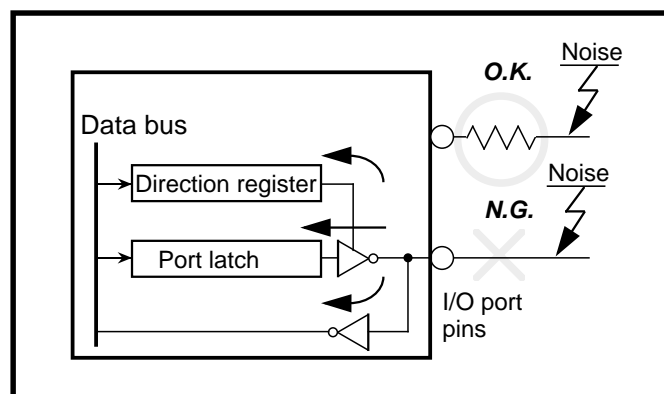 Noise
O.K.
Data bus
Noise
Direction register
N.G.
Port latch
I/O port
pins